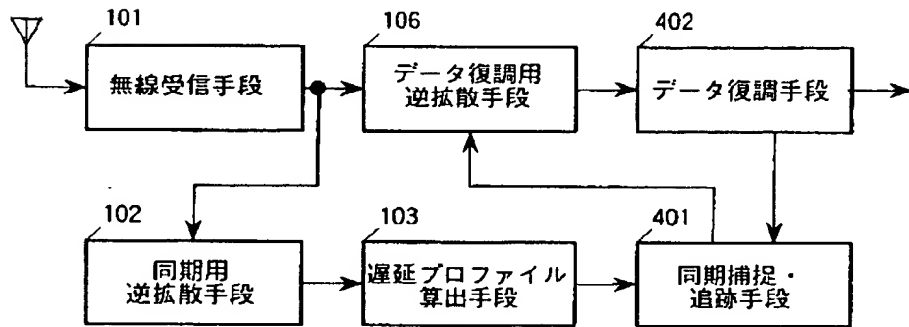 101
無線受信手段
106
データ復調用
逆拡散手段
402
データ復調手段
102
同期用
逆拡散手段
103
遅延プロファイル
算出手段
401
同期捕捉・
追跡手段